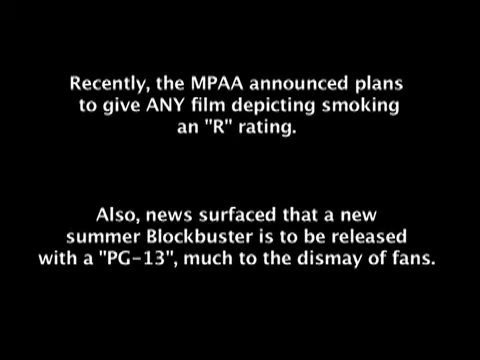 Recently, the MPAA announced plans
to give ANY film depicting smoking
an "R" rating.
Also, news surfaced that a new
summer Blockbuster is to be released
with a "PG-13", much to the dismay of fans.